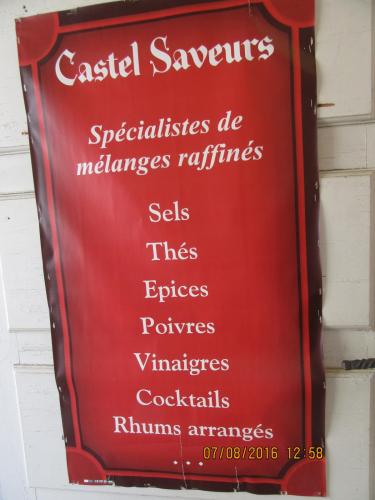 Castel Saveurs
Spécialistes de
mélanges raffinés
Sels
Thés
Epices
Poivres
Vinaigres
Cocktails
Rhums arrangés
07/08/2016 12:58